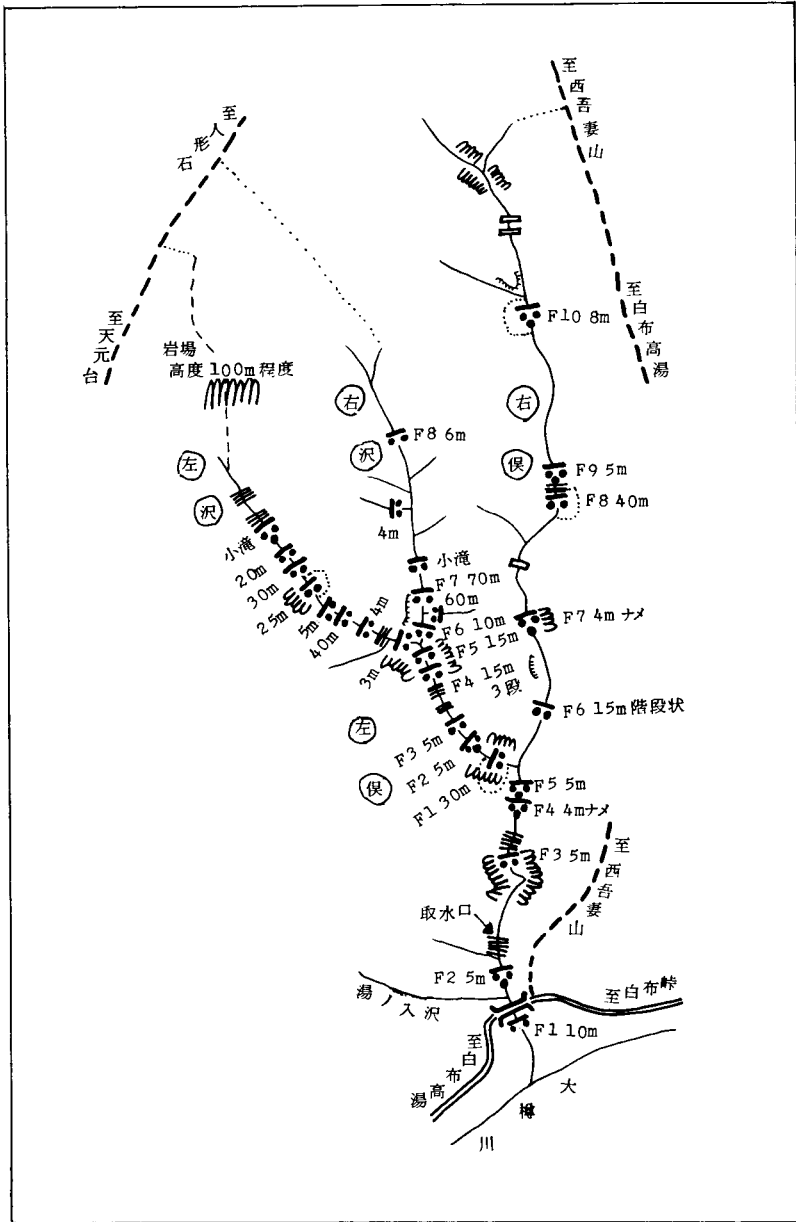 至西吾妻山
至人形石
至白布高湯
F10 8m
至天元台
岩場
高度100m程度
右
右
F8 6m
沢
俣
左
F9 5m
F8 40m
沢
4m
小滝
小滝
F7 70m
60m
20m
30m
25m
5m
40m
4m
3m
F6 10m
F5 15m
F4 15m
3段
F7 4mナメ
F6 15m階段状
左
F3 5m
F2 5m
俣
F1 30m
F5 5m
F4 4mナメ
F3 5m
至西吾妻山
取水口
F2 5m
湯ノ入沢
至白布峠
F1 10m
至白布高湯
大樽川